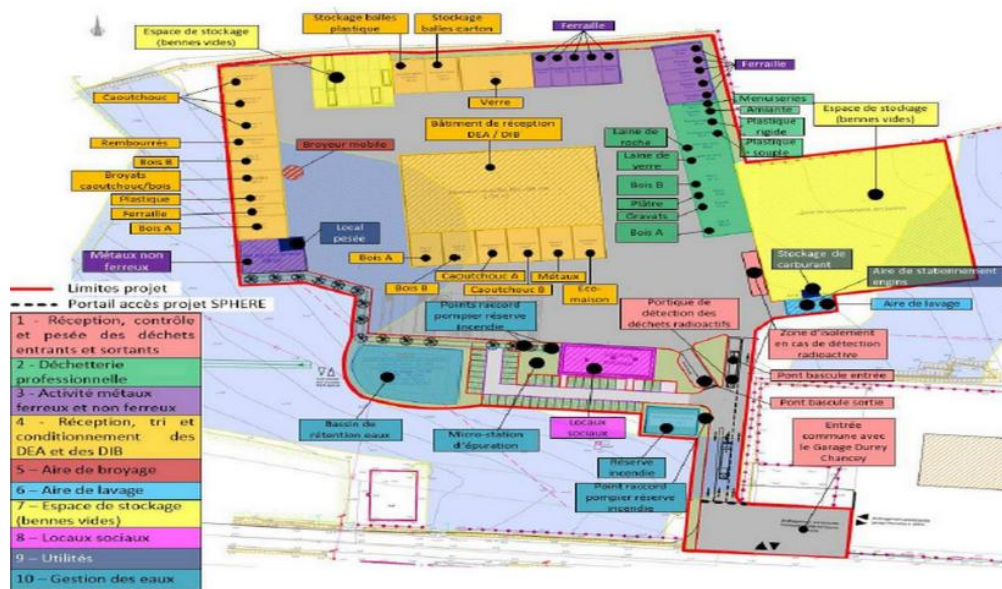 Stockage balles
plastique
Stockage
balles carton
Ferraille
Espace de stockage
(bennes vides)
Ferraille
Caoutchouc
Verre
Menuiseries
Amiante
Espace de stockage
(bennes vides)
Bâtiment de réception
DEA / DIB
Laine de
roche
Plastique
rigide
Plastique
souple
Rembourrés
Broyeur mobile
Laine de
verre
Bois B
Bois B
Broyats
caoutchouc/bois
Plâtre
Plastique
Gravats
Ferraille
Bois A
Bois A
Local
pesée
Métaux non
ferreux
Bois A
Caoutchouc A
Métaux
Stockage de
carburant
Aire de stationnement
engins
Bois B
Caoutchouc B
Eco-
maison
Aire de lavage
Limites projet
Portail accès projet SPHERE
Points raccord
pompier réserve
incendie
Portique de
détection des
déchets radioactifs
Zone d'isolement
en cas de détection
radioactive
1 - Réception, contrôle
et pesée des déchets
entrants et sortants
2 - Déchetterie
professionnelle
3 - Activité métaux
ferreux et non ferreux
4 - Réception, tri et
conditionnement des
DEA et des DIB
5 – Aire de broyage
6 – Aire de lavage
7 – Espace de stockage
(bennes vides)
8 – Locaux sociaux
9 – Utilités
10 – Gestion des eaux
Pont bascule entrée
Pont bascule sortie
Bassin de
rétention eaux
Micro-station
d'épuration
Locaux
sociaux
Entrée
commune avec
le Garage Durey
Chancey
Réserve
incendie
Point raccord
pompier réserve
incendie